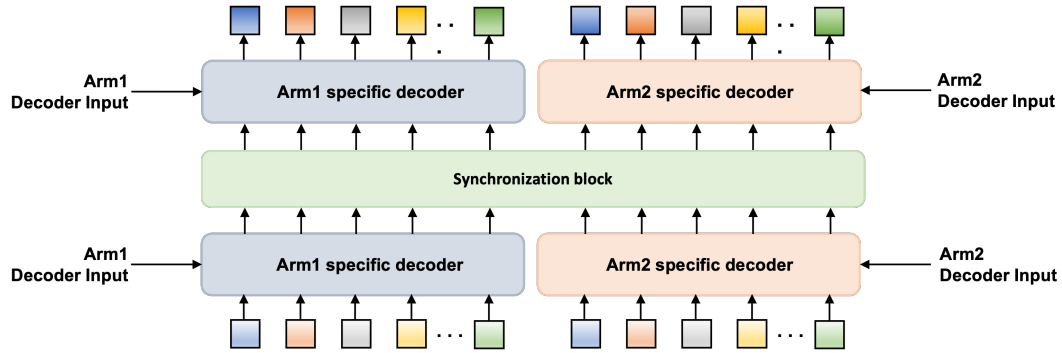 Arm1
Decoder Input
Arm1 specific decoder
Arm2 specific decoder
Arm2
Decoder Input
Synchronization block
Arm1
Decoder Input
Arm1 specific decoder
Arm2 specific decoder
Arm2
Decoder Input